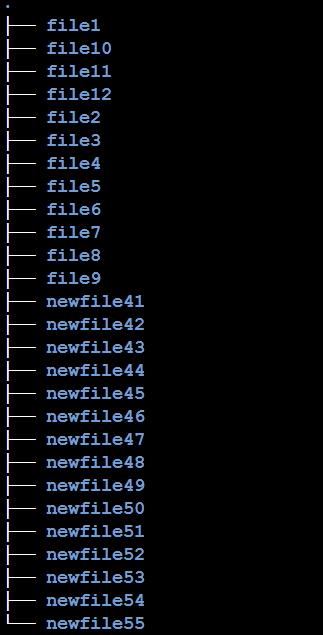 .
├── file1
├── file10
├── file11
├── file12
├── file2
├── file3
├── file4
├── file5
├── file6
├── file7
├── file8
├── file9
├── newfile41
├── newfile42
├── newfile43
├── newfile44
├── newfile45
├── newfile46
├── newfile47
├── newfile48
├── newfile49
├── newfile50
├── newfile51
├── newfile52
├── newfile53
├── newfile54
└── newfile55